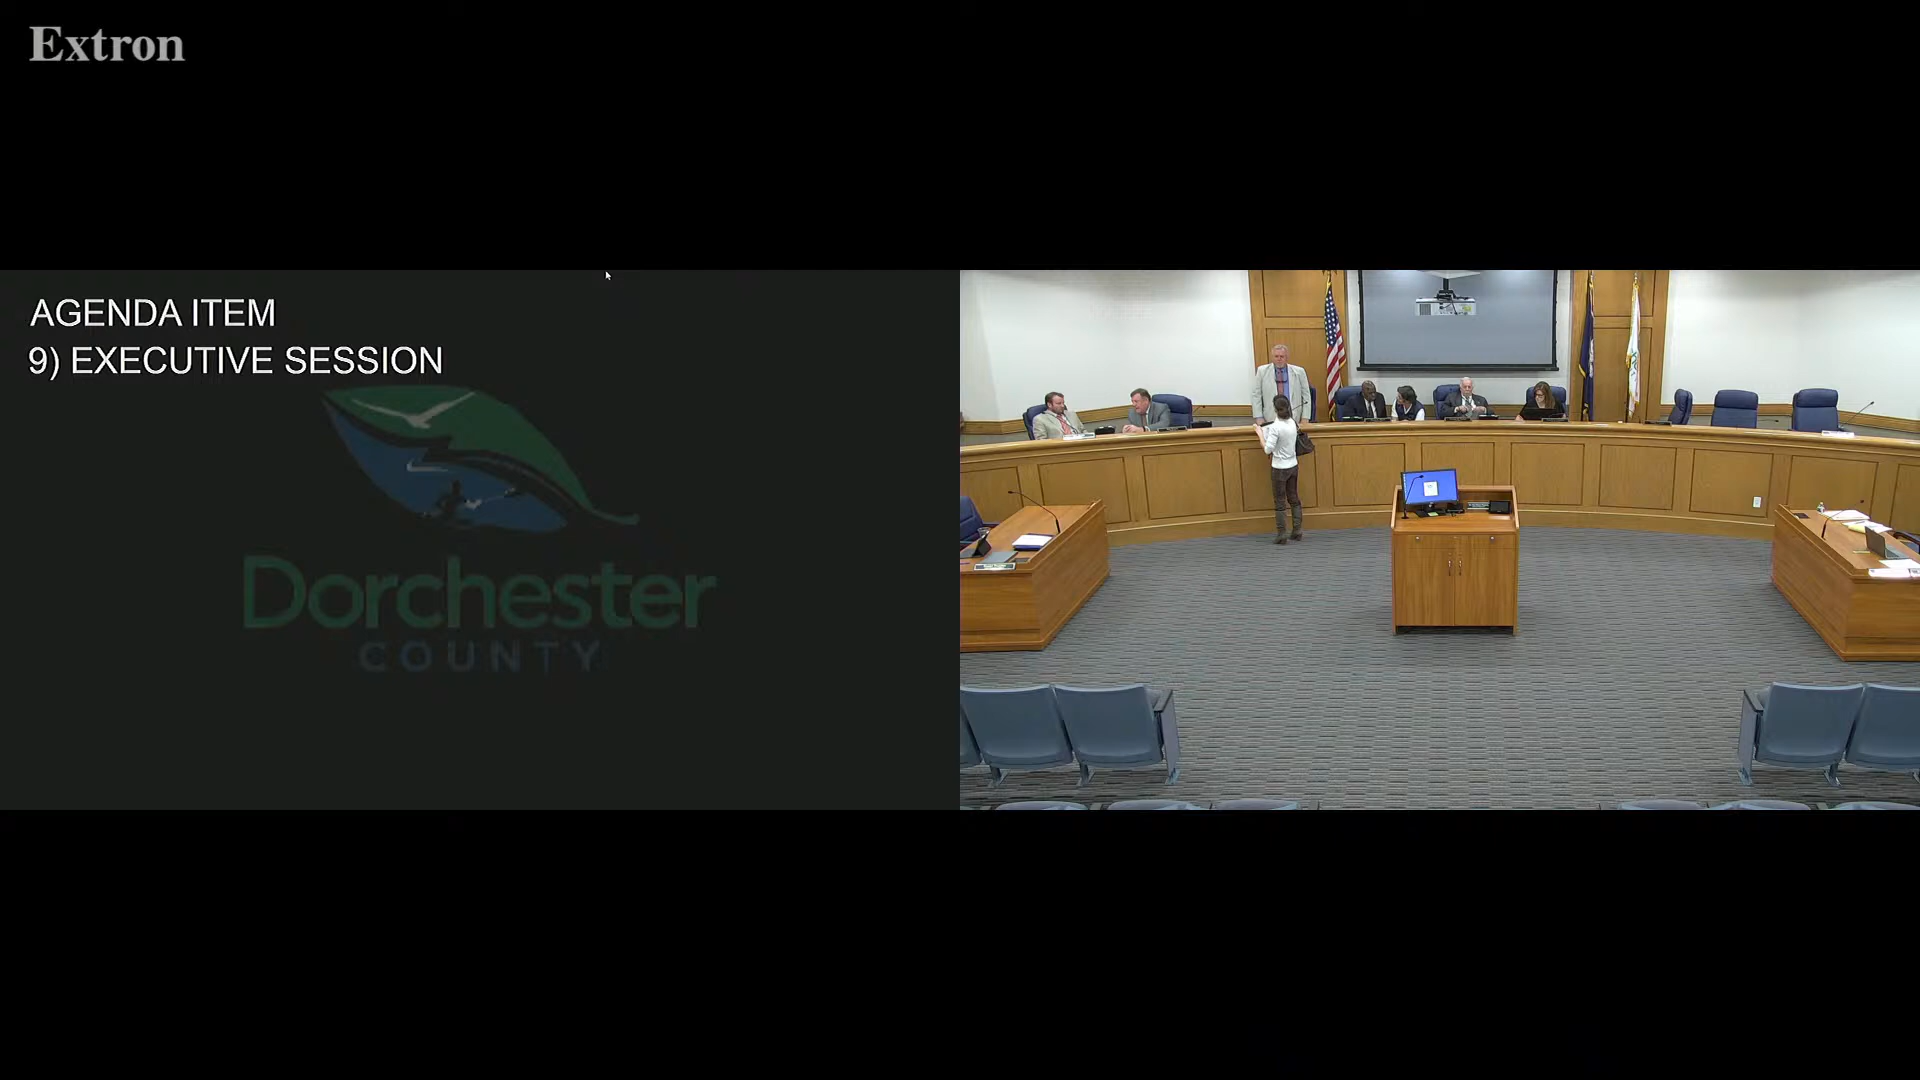 Extron
AGENDA ITEM
9) EXECUTIVE SESSION
Dorchester
COUNTY